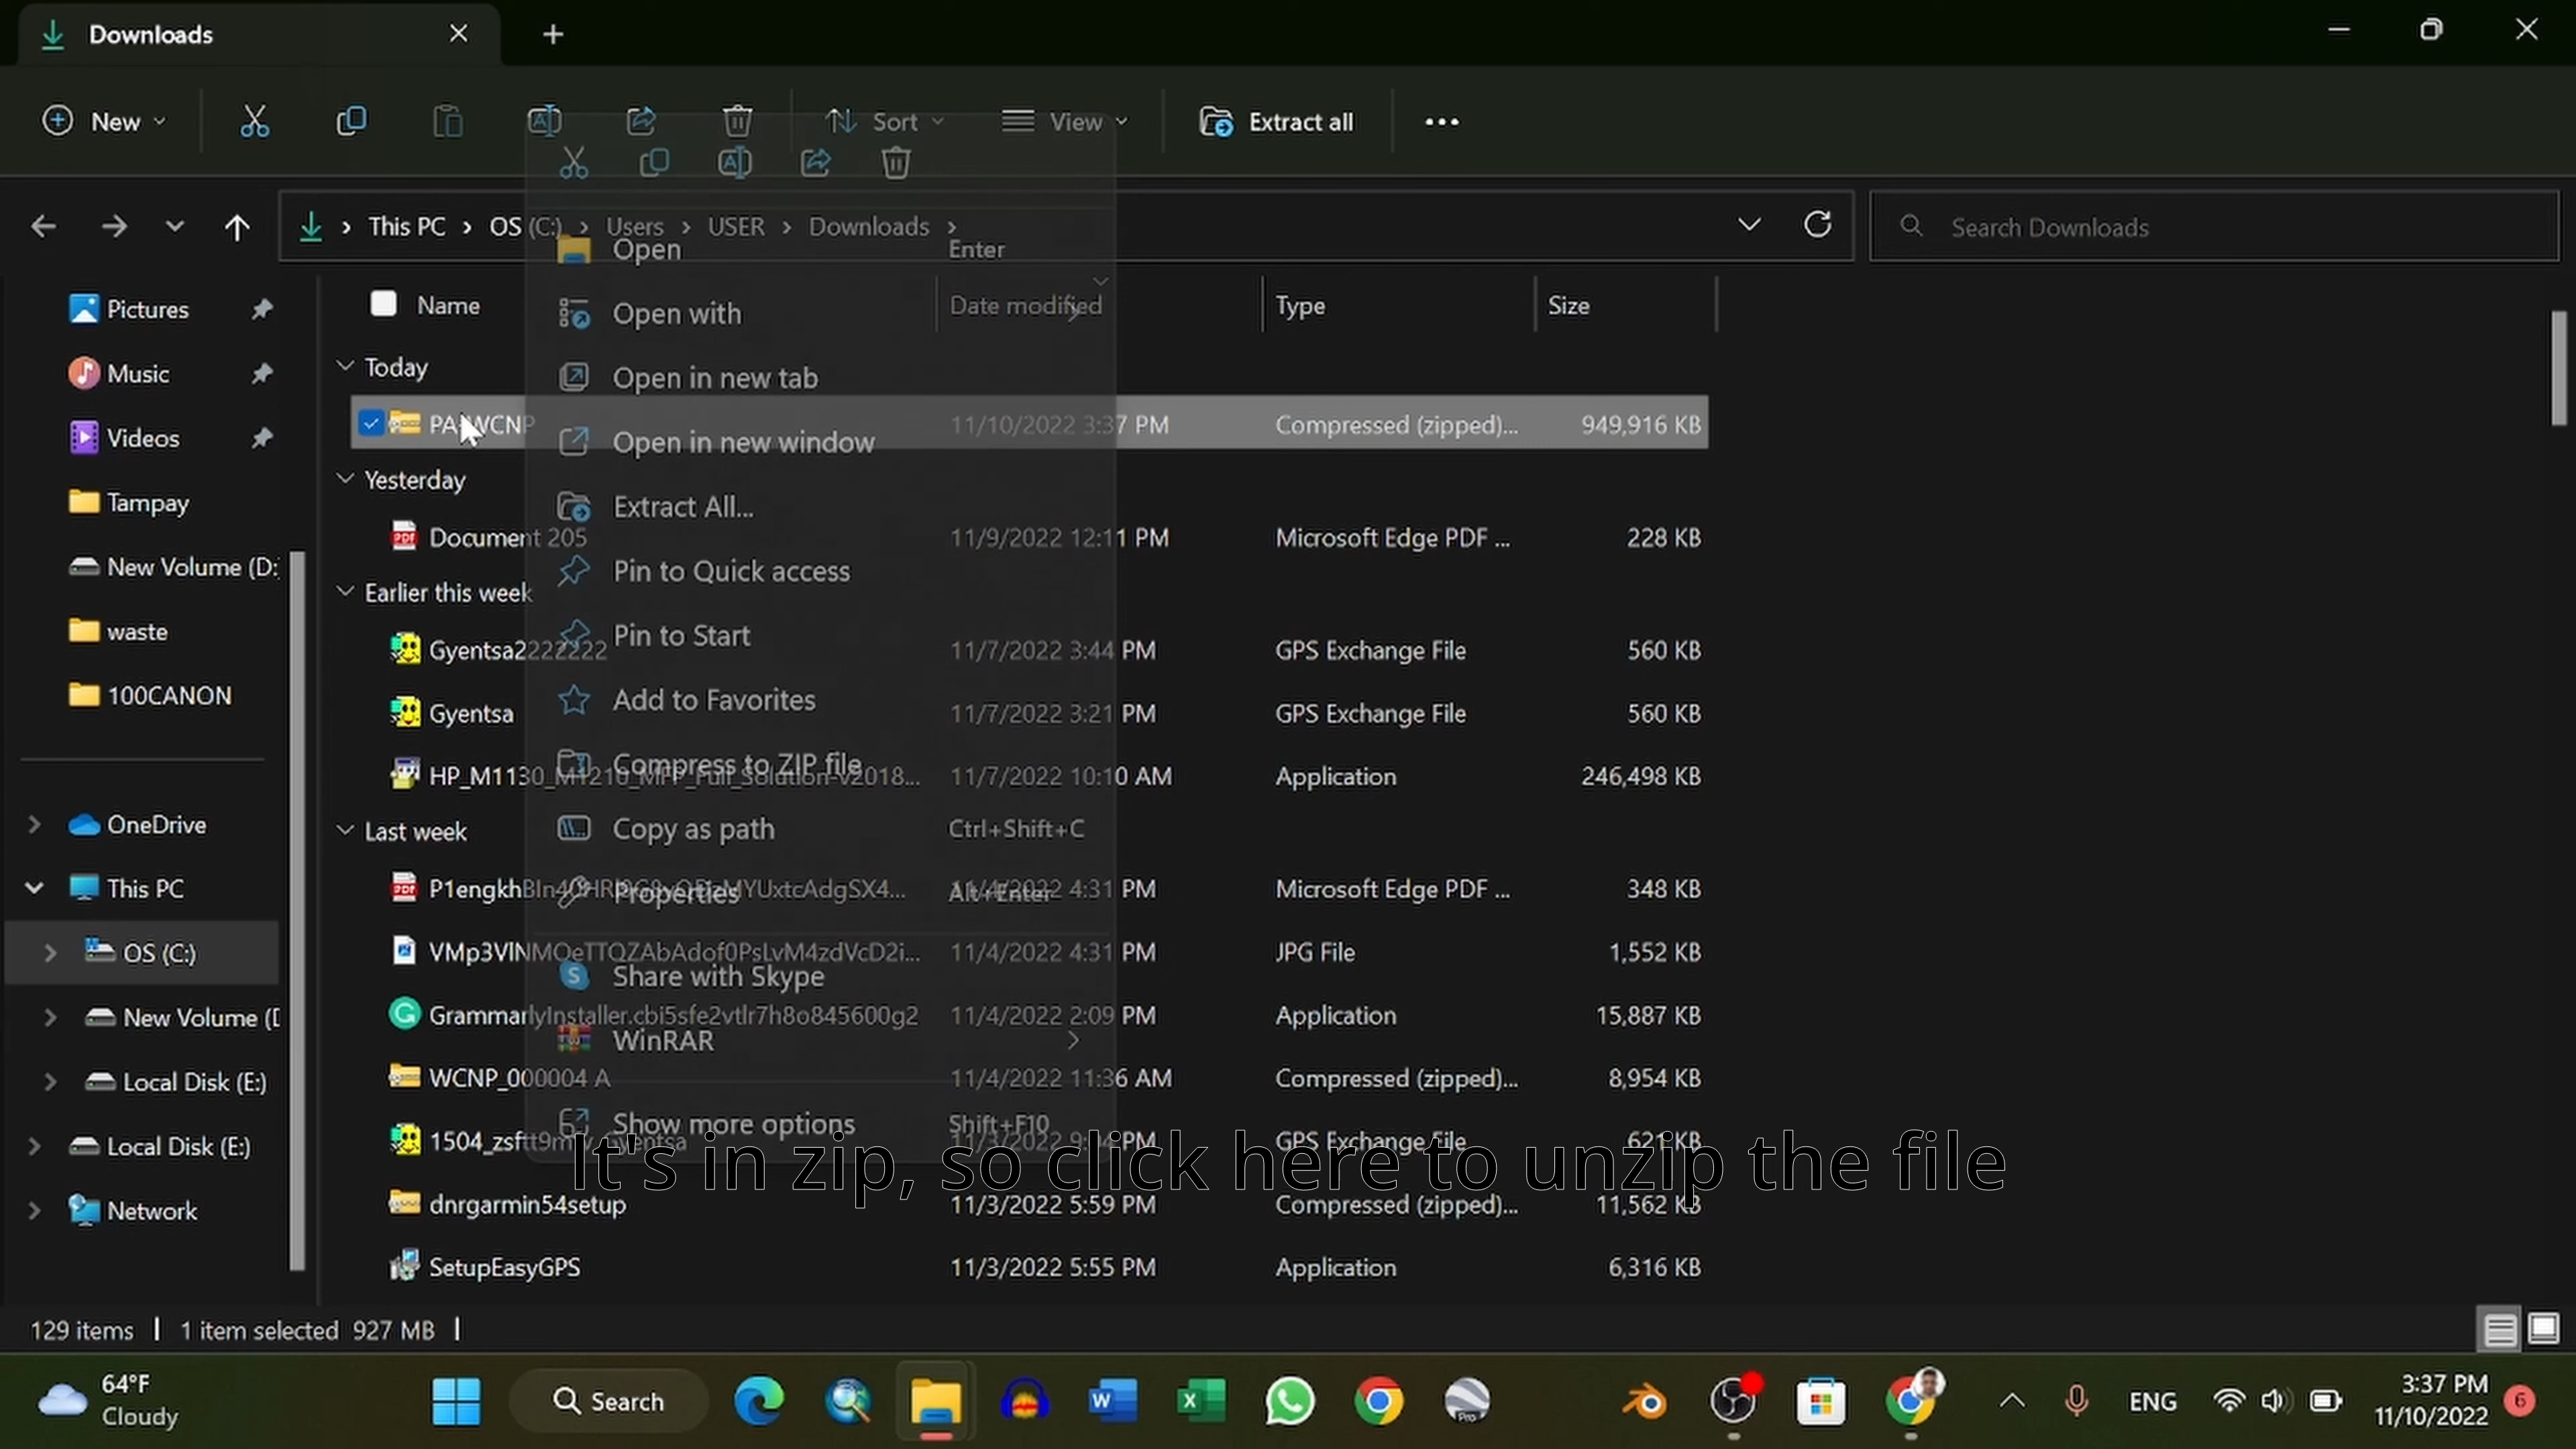 Downloads
New
Sort
View
Extract all
This PC
OS (C:)
Users
USER
Downloads
Search Downloads
Pictures
Music
Videos
Tampay
New Volume (D:
waste
100CANON
OneDrive
This PC
OS (C:)
New Volume (D
Local Disk (E:)
Local Disk (E:)
Network
Name Date modified Type Size
Today
PA-WCNP 11/10/2022 3:37 PM Compressed (zipped)... 949,916 KB
Yesterday
Document 205 11/9/2022 12:11 PM Microsoft Edge PDF ... 228 KB
Earlier this week
Gyentsa2222222 11/7/2022 3:44 PM GPS Exchange File 560 KB
Gyentsa 11/7/2022 3:21 PM GPS Exchange File 560 KB
HP_M1130_M1210_MFP_Full_Solution-v2018... 11/7/2022 10:10 AM Application 246,498 KB
Last week
11/4/2022 4:31 PM Microsoft Edge PDF ... 348 KB
11/4/2022 4:31 PM JPG File 1,552 KB
GrammarlyInstaller.cbi5sfe2vtlr7h8o845600g2 11/4/2022 2:09 PM Application 15,887 KB
WCNP_000004 A 11/4/2022 11:36 AM Compressed (zipped)... 8,954 KB
PM GPS Exchange File 621 KB
dnrgarmin54setup 11/3/2022 5:59 PM Compressed (zipped)... 11,562 KB
SetupEasyGPS 11/3/2022 5:55 PM Application 6,316 KB
Open Enter
Open with
Open in new tab
Open in new window
Extract All...
Pin to Quick access
Pin to Start
Add to Favorites
Compress to ZIP file
Copy as path Ctrl+Shift+C
Properties Alt+Enter
Share with Skype
WinRAR
Show more options Shift+F10
It's in zip, so click here to unzip the file
129 items 1 item selected 927 MB
64°F
Cloudy
Search
Pro
ENG
3:37 PM
11/10/2022
6